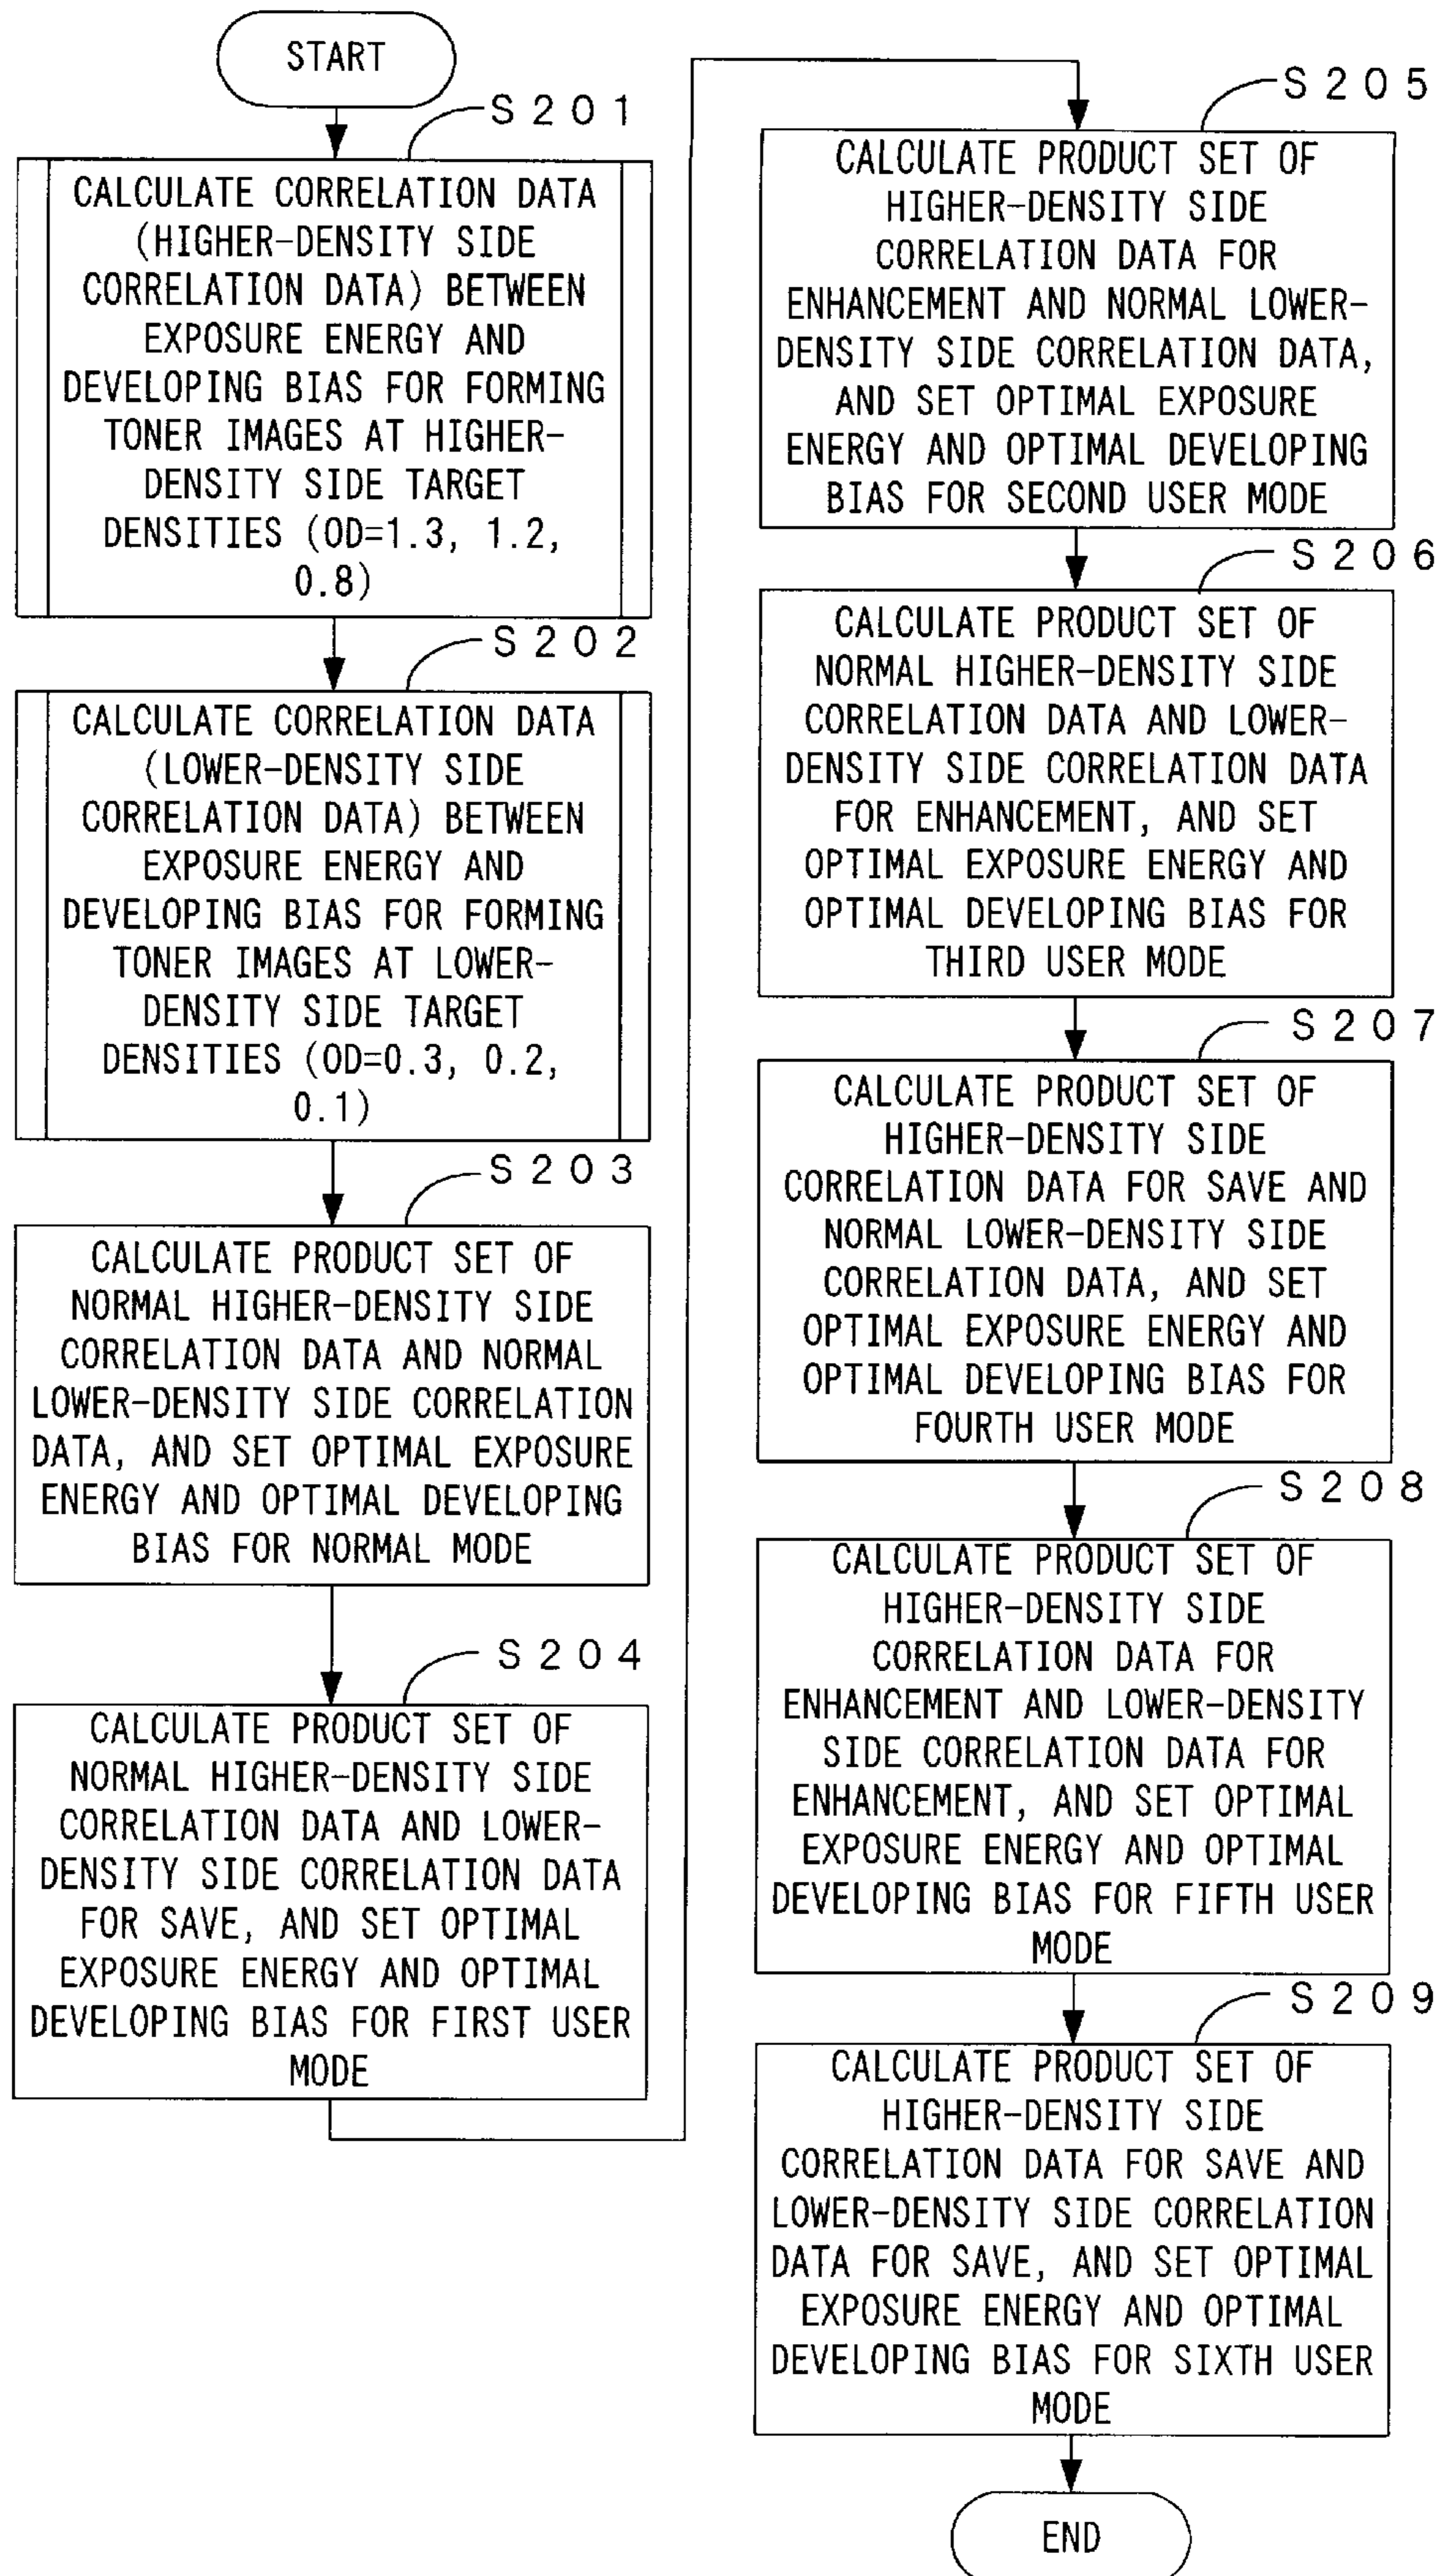 START
S201
CALCULATE CORRELATION DATA
(HIGHER-DENSITY SIDE
CORRELATION DATA) BETWEEN
EXPOSURE ENERGY AND
DEVELOPING BIAS FOR FORMING
TONER IMAGES AT HIGHER-
DENSITY SIDE TARGET
DENSITIES (OD=1.3, 1.2,
0.8)
S202
CALCULATE CORRELATION DATA
(LOWER-DENSITY SIDE
CORRELATION DATA) BETWEEN
EXPOSURE ENERGY AND
DEVELOPING BIAS FOR FORMING
TONER IMAGES AT LOWER-
DENSITY SIDE TARGET
DENSITIES (OD=0.3, 0.2,
0.1)
S203
CALCULATE PRODUCT SET OF
NORMAL HIGHER-DENSITY SIDE
CORRELATION DATA AND NORMAL
LOWER-DENSITY SIDE CORRELATION
DATA, AND SET OPTIMAL EXPOSURE
ENERGY AND OPTIMAL DEVELOPING
BIAS FOR NORMAL MODE
S204
CALCULATE PRODUCT SET OF
NORMAL HIGHER-DENSITY SIDE
CORRELATION DATA AND LOWER-
DENSITY SIDE CORRELATION DATA
FOR SAVE, AND SET OPTIMAL
EXPOSURE ENERGY AND OPTIMAL
DEVELOPING BIAS FOR FIRST USER
MODE
S205
CALCULATE PRODUCT SET OF
HIGHER-DENSITY SIDE
CORRELATION DATA FOR
ENHANCEMENT AND NORMAL LOWER-
DENSITY SIDE CORRELATION DATA,
AND SET OPTIMAL EXPOSURE
ENERGY AND OPTIMAL DEVELOPING
BIAS FOR SECOND USER MODE
S206
CALCULATE PRODUCT SET OF
NORMAL HIGHER-DENSITY SIDE
CORRELATION DATA AND LOWER-
DENSITY SIDE CORRELATION DATA
FOR ENHANCEMENT, AND SET
OPTIMAL EXPOSURE ENERGY AND
OPTIMAL DEVELOPING BIAS FOR
THIRD USER MODE
S207
CALCULATE PRODUCT SET OF
HIGHER-DENSITY SIDE
CORRELATION DATA FOR SAVE AND
NORMAL LOWER-DENSITY SIDE
CORRELATION DATA, AND SET
OPTIMAL EXPOSURE ENERGY AND
OPTIMAL DEVELOPING BIAS FOR
FOURTH USER MODE
S208
CALCULATE PRODUCT SET OF
HIGHER-DENSITY SIDE
CORRELATION DATA FOR
ENHANCEMENT AND LOWER-DENSITY
SIDE CORRELATION DATA FOR
ENHANCEMENT, AND SET OPTIMAL
EXPOSURE ENERGY AND OPTIMAL
DEVELOPING BIAS FOR FIFTH USER
MODE
S209
CALCULATE PRODUCT SET OF
HIGHER-DENSITY SIDE
CORRELATION DATA FOR SAVE AND
LOWER-DENSITY SIDE CORRELATION
DATA FOR SAVE, AND SET OPTIMAL
EXPOSURE ENERGY AND OPTIMAL
DEVELOPING BIAS FOR SIXTH USER
MODE
END